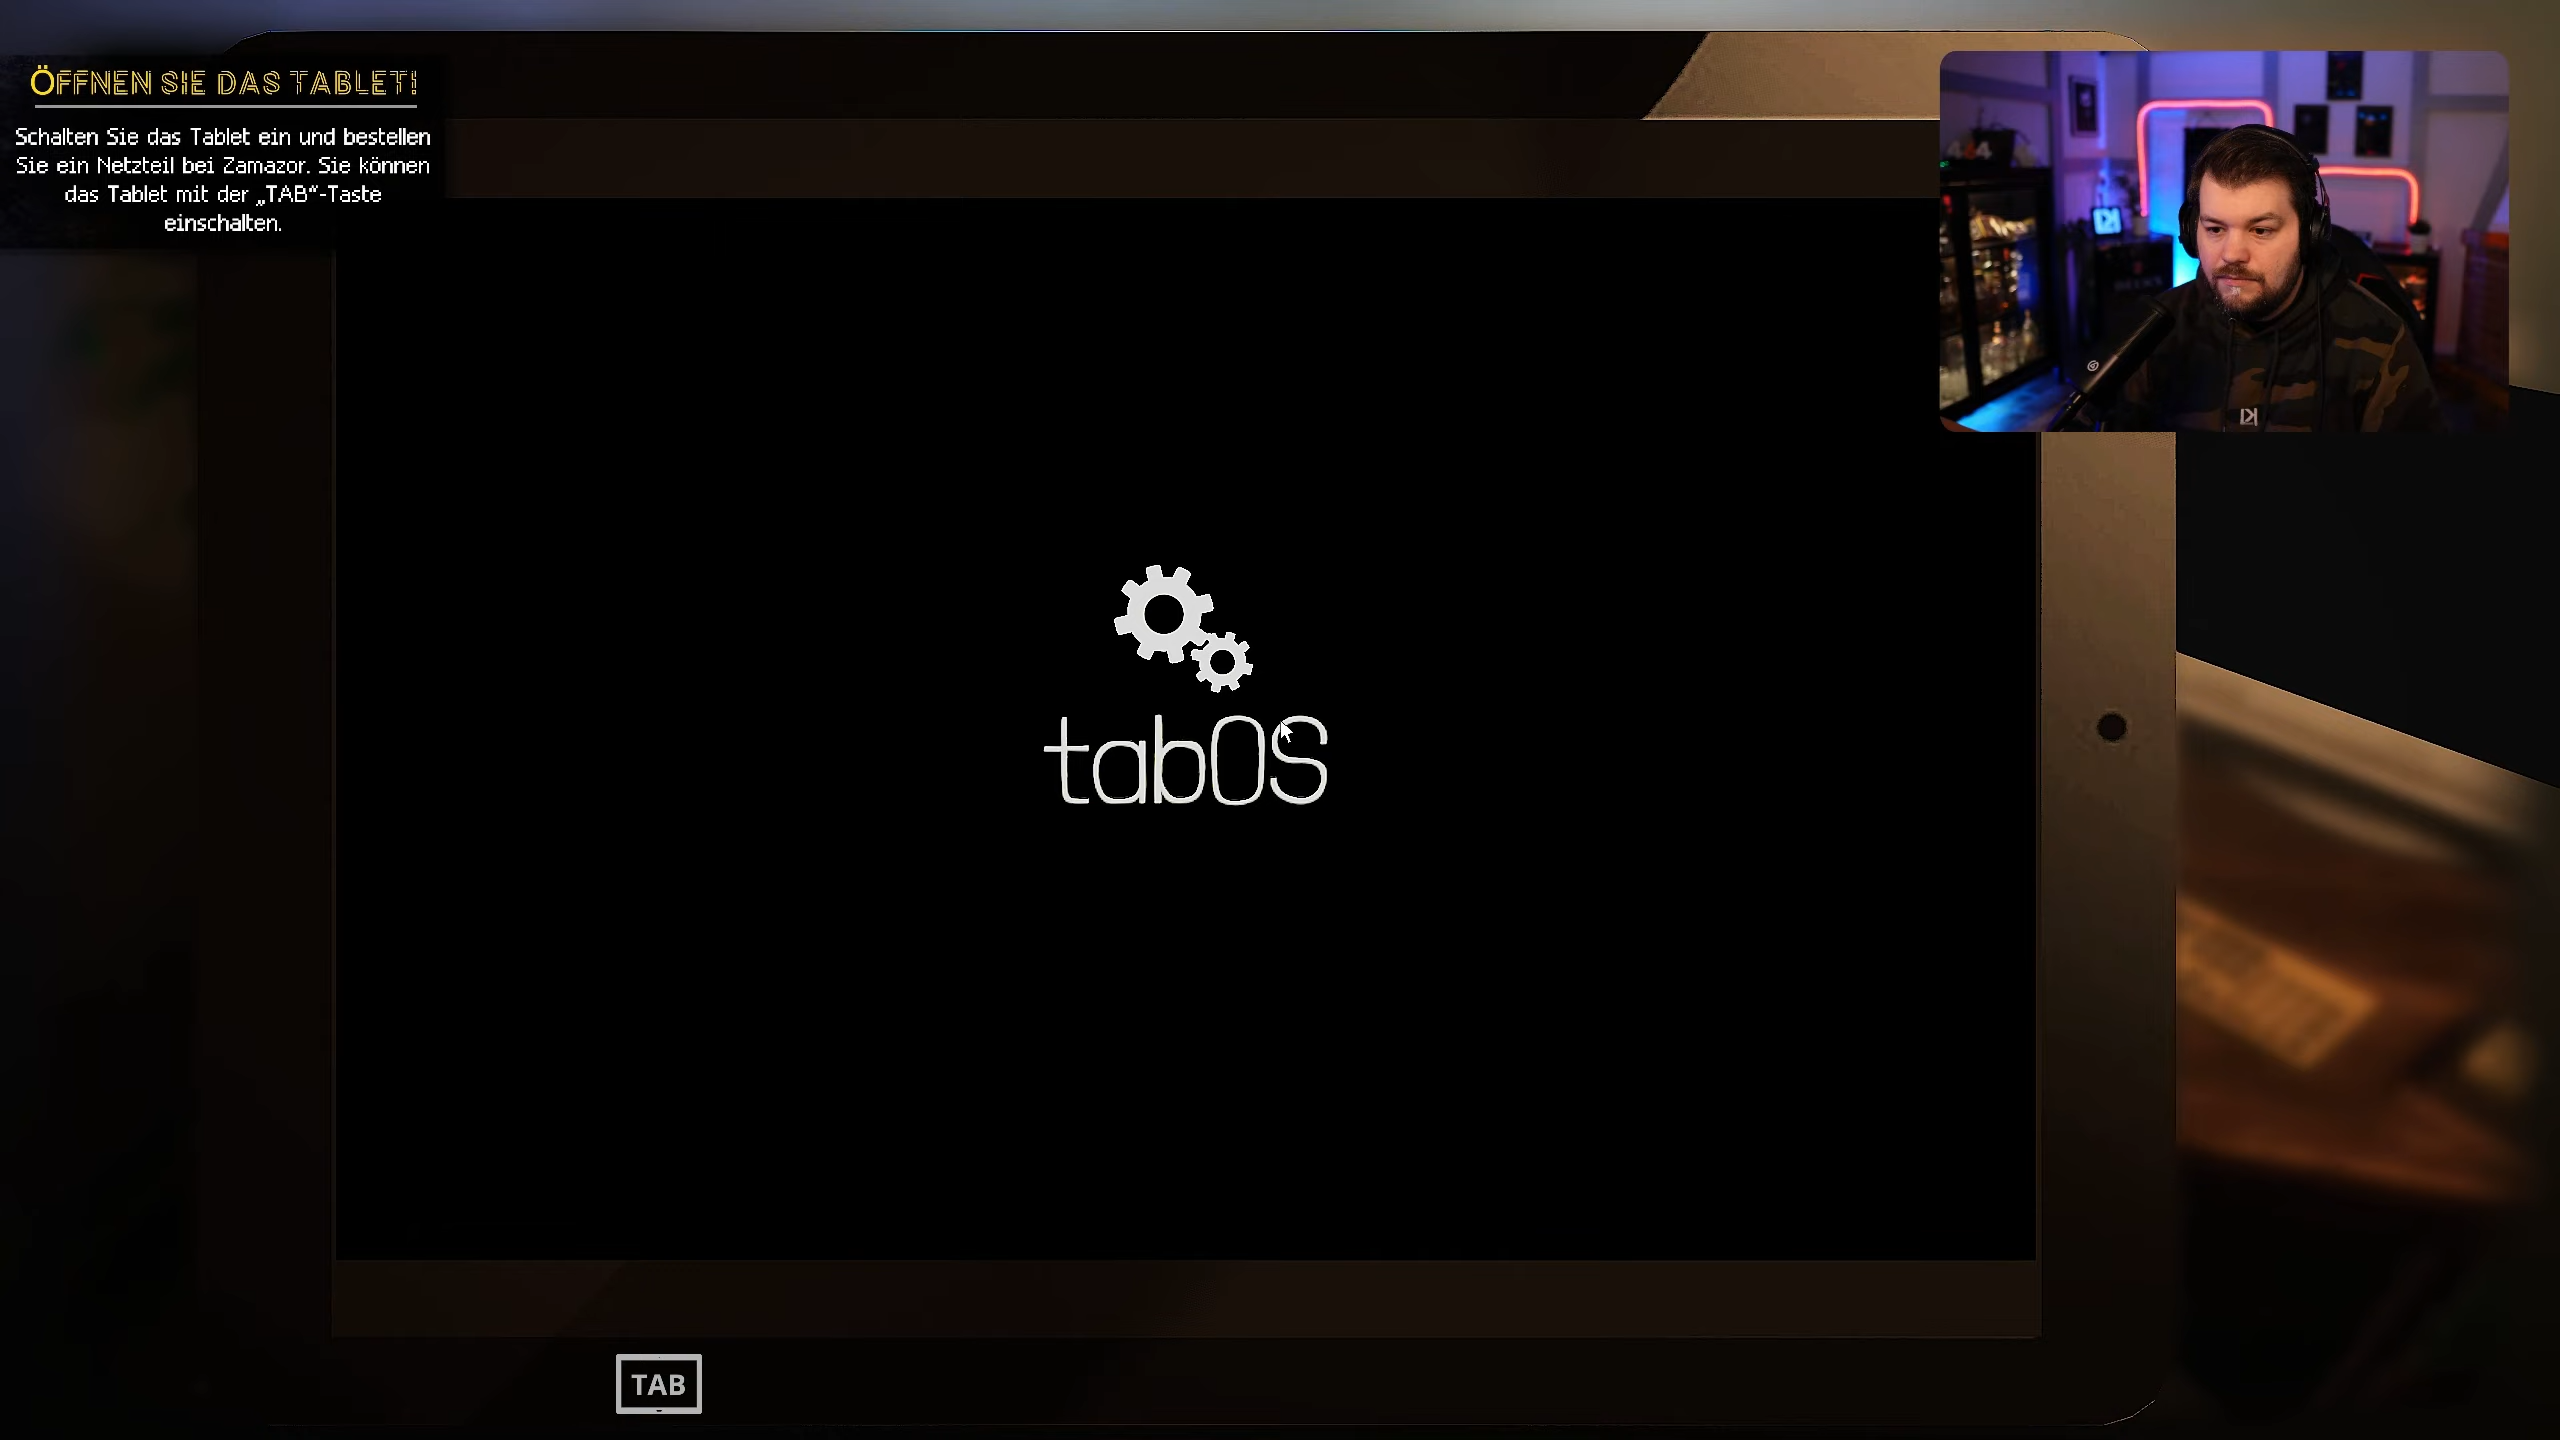 ÖFFNEN SIE DAS TABLET!
Schalten Sie das Tablet ein und bestellen
Sie ein Netzteil bei Zamazor. Sie können
das Tablet mit der „TAB“-Taste
einschalten.
tabOS
TAB